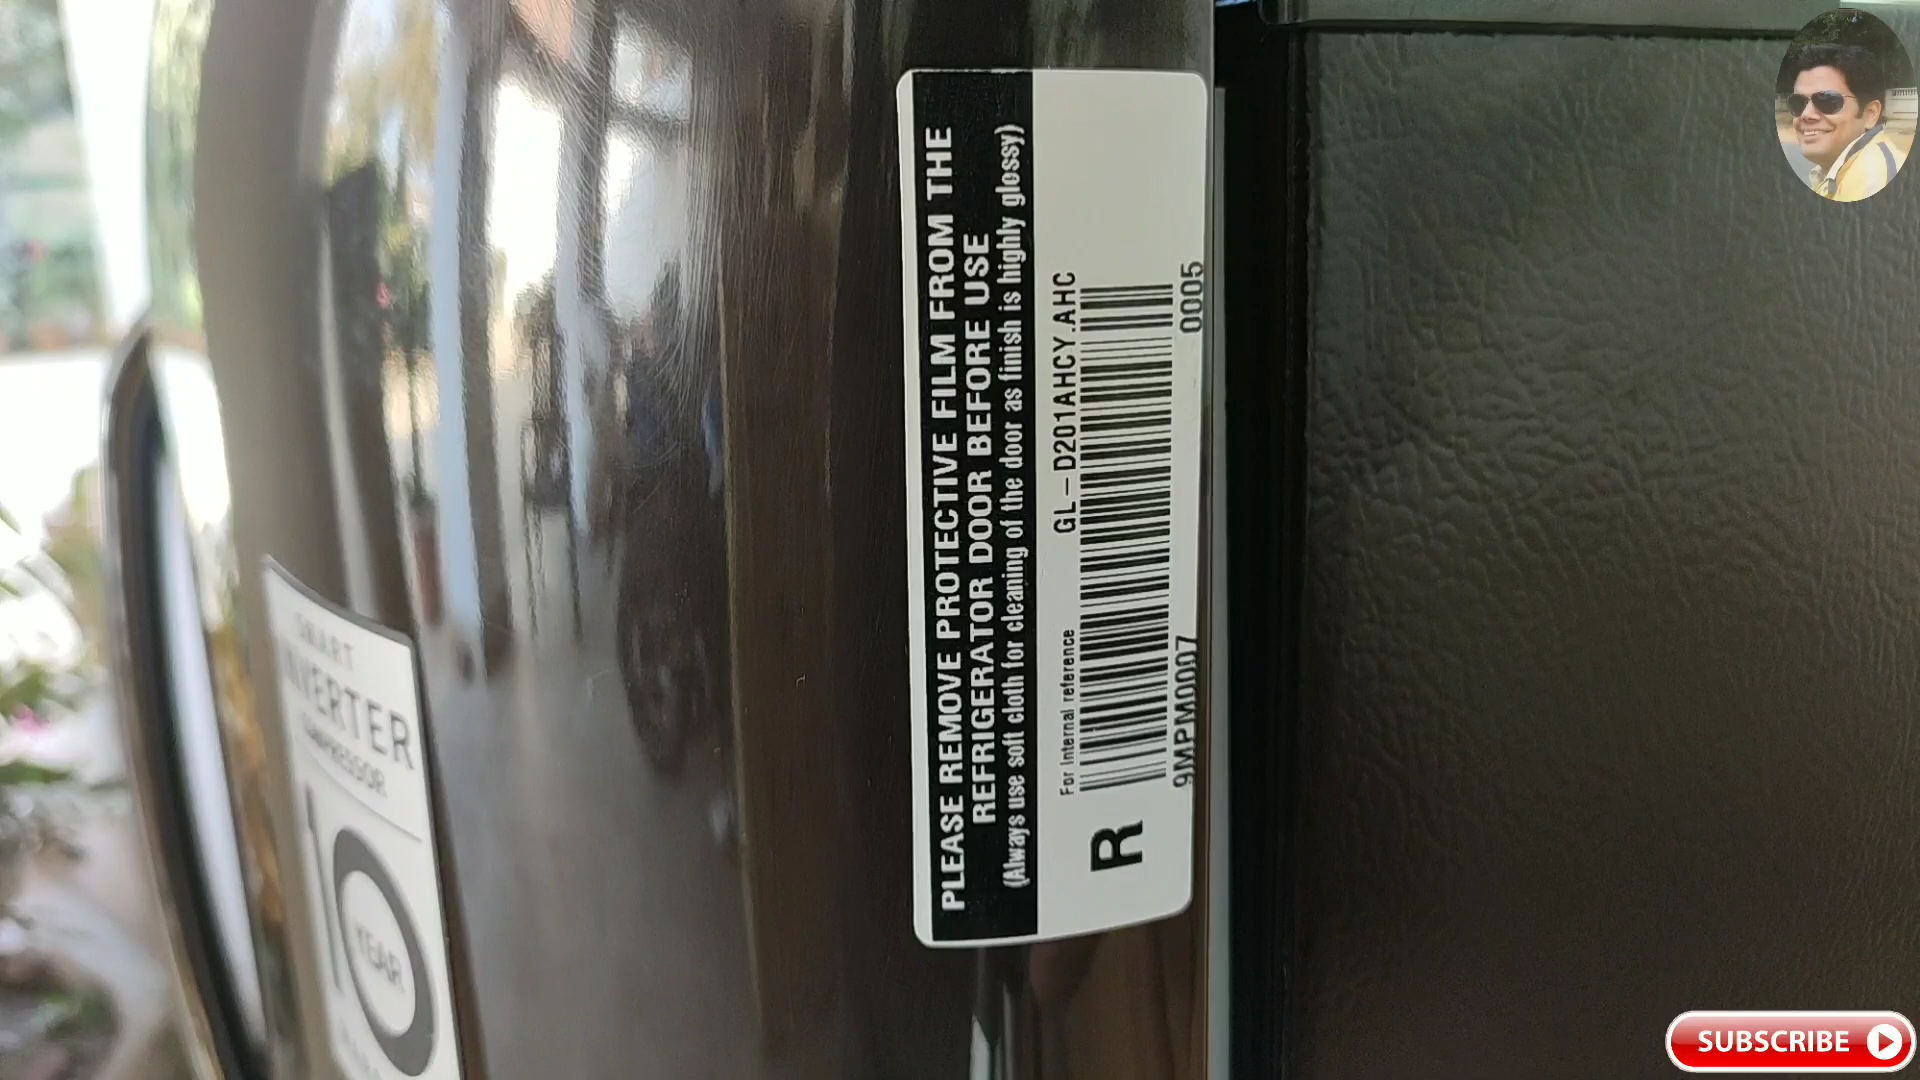 PLEASE REMOVE PROTECTIVE FILM FROM THE
REFRIGERATOR DOOR BEFORE USE
(Always use soft cloth for cleaning of the door as finish is highly glossy)
For Internal reference
GL-D201AHCY.AHC
R
9MPM0007
0005
SMART
INVERTER
COMPRESSOR
10
YEAR
SUBSCRIBE